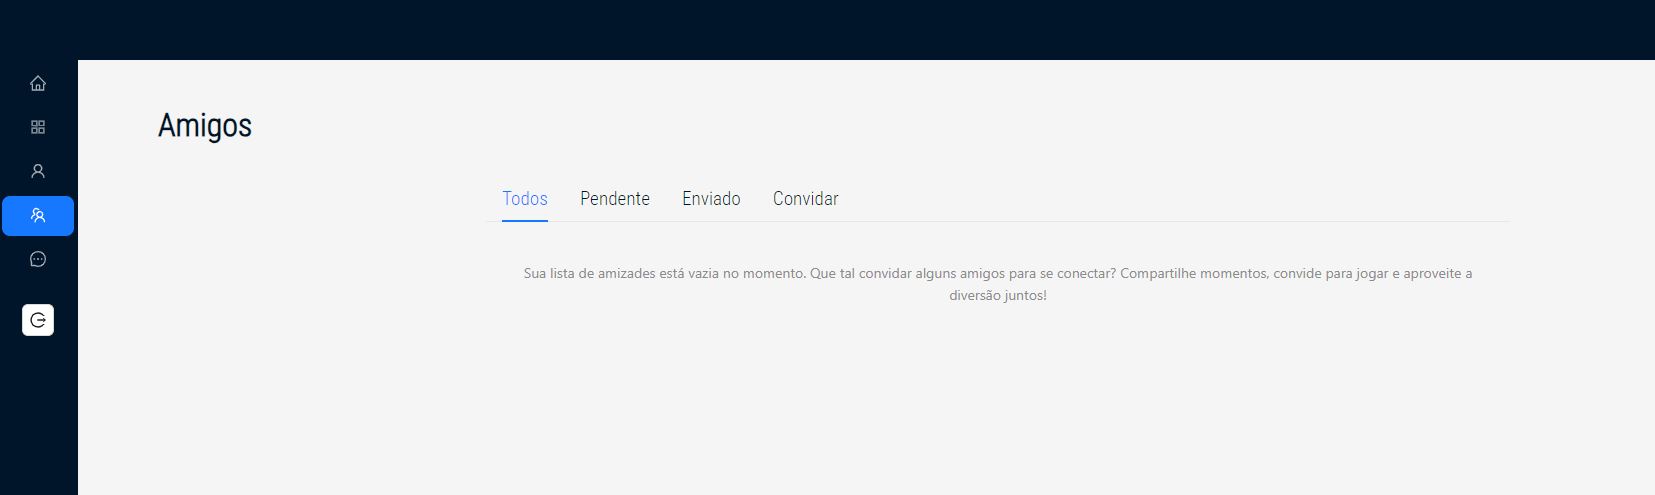 Amigos
Todos Pendente Enviado Convidar
Sua lista de amizades está vazia no momento. Que tal convidar alguns amigos para se conectar? Compartilhe momentos, convide para jogar e aproveite a
diversão juntos!